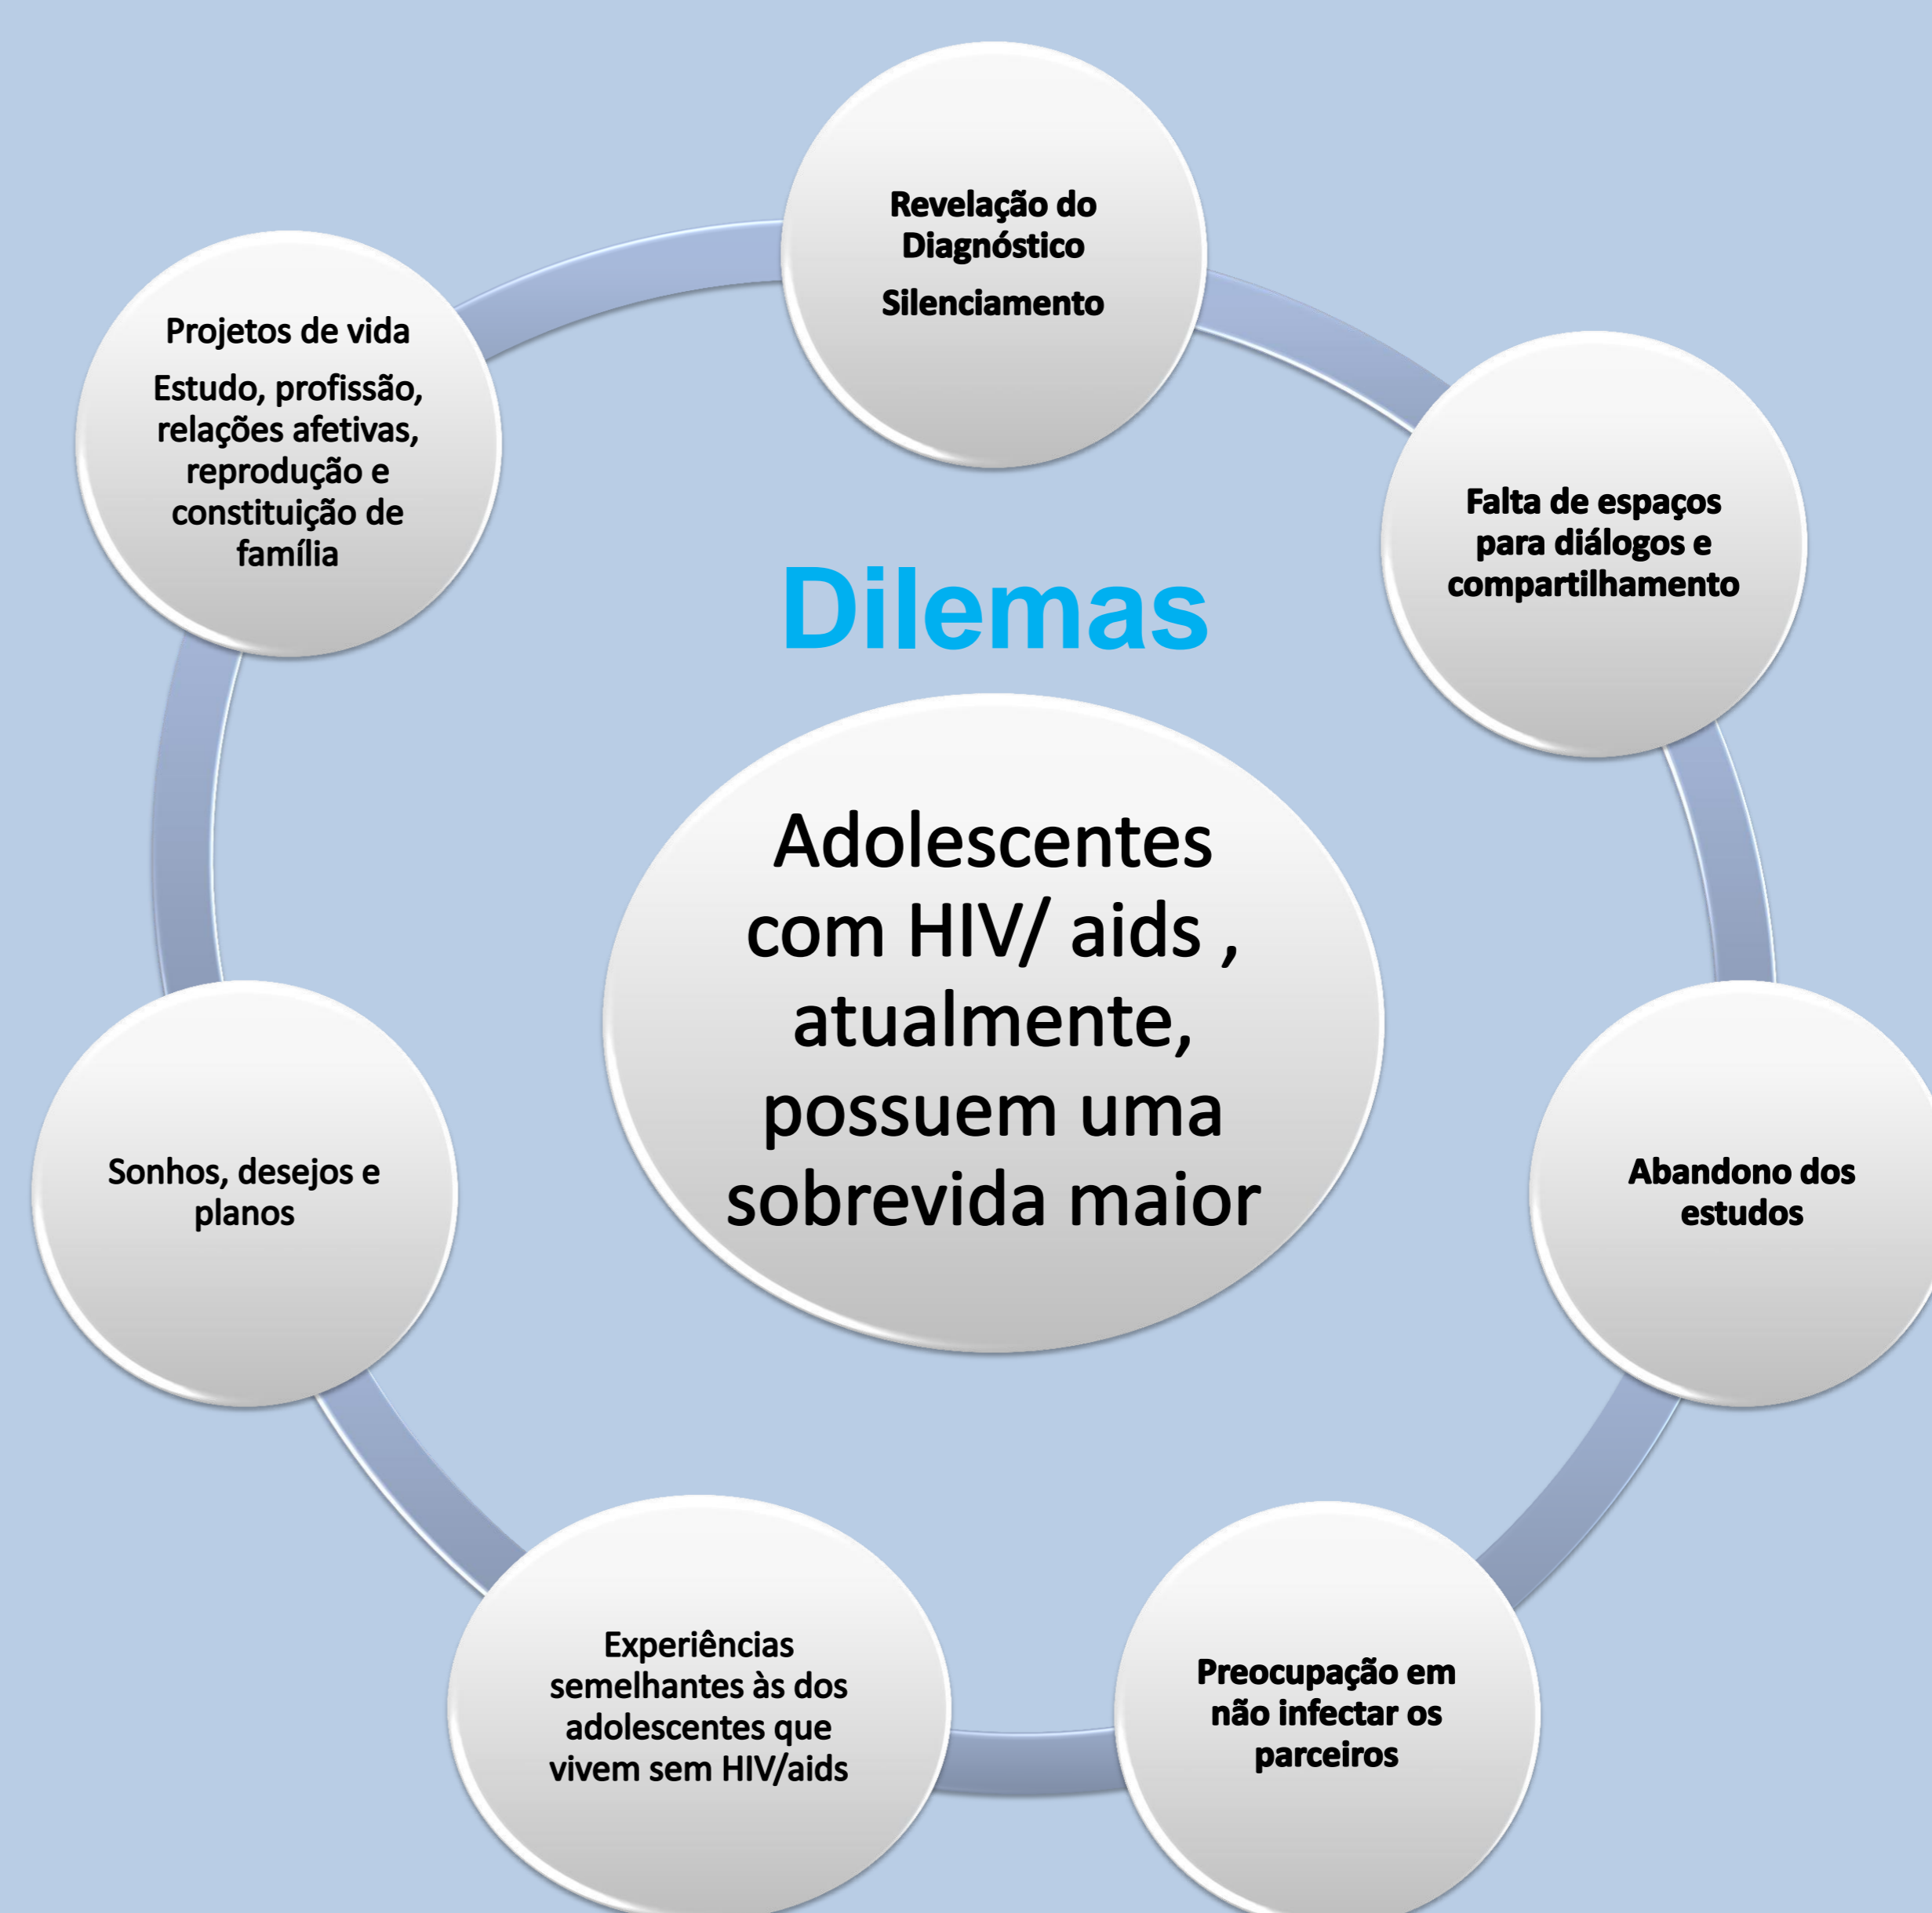 Revelação do
Diagnóstico
Silenciamento
Projetos de vida
Estudo, profissão,
relações afetivas,
reprodução e
constituição de
família
Falta de espaços
para diálogos e
compartilhamento
Dilemas
Adolescentes
com HIV/ aids ,
atualmente,
possuem uma
sobrevida maior
Sonhos, desejos e
planos
Abandono dos
estudos
Experiências
semelhantes às dos
adolescentes que
vivem sem HIV/aids
Preocupação em
não infectar os
parceiros